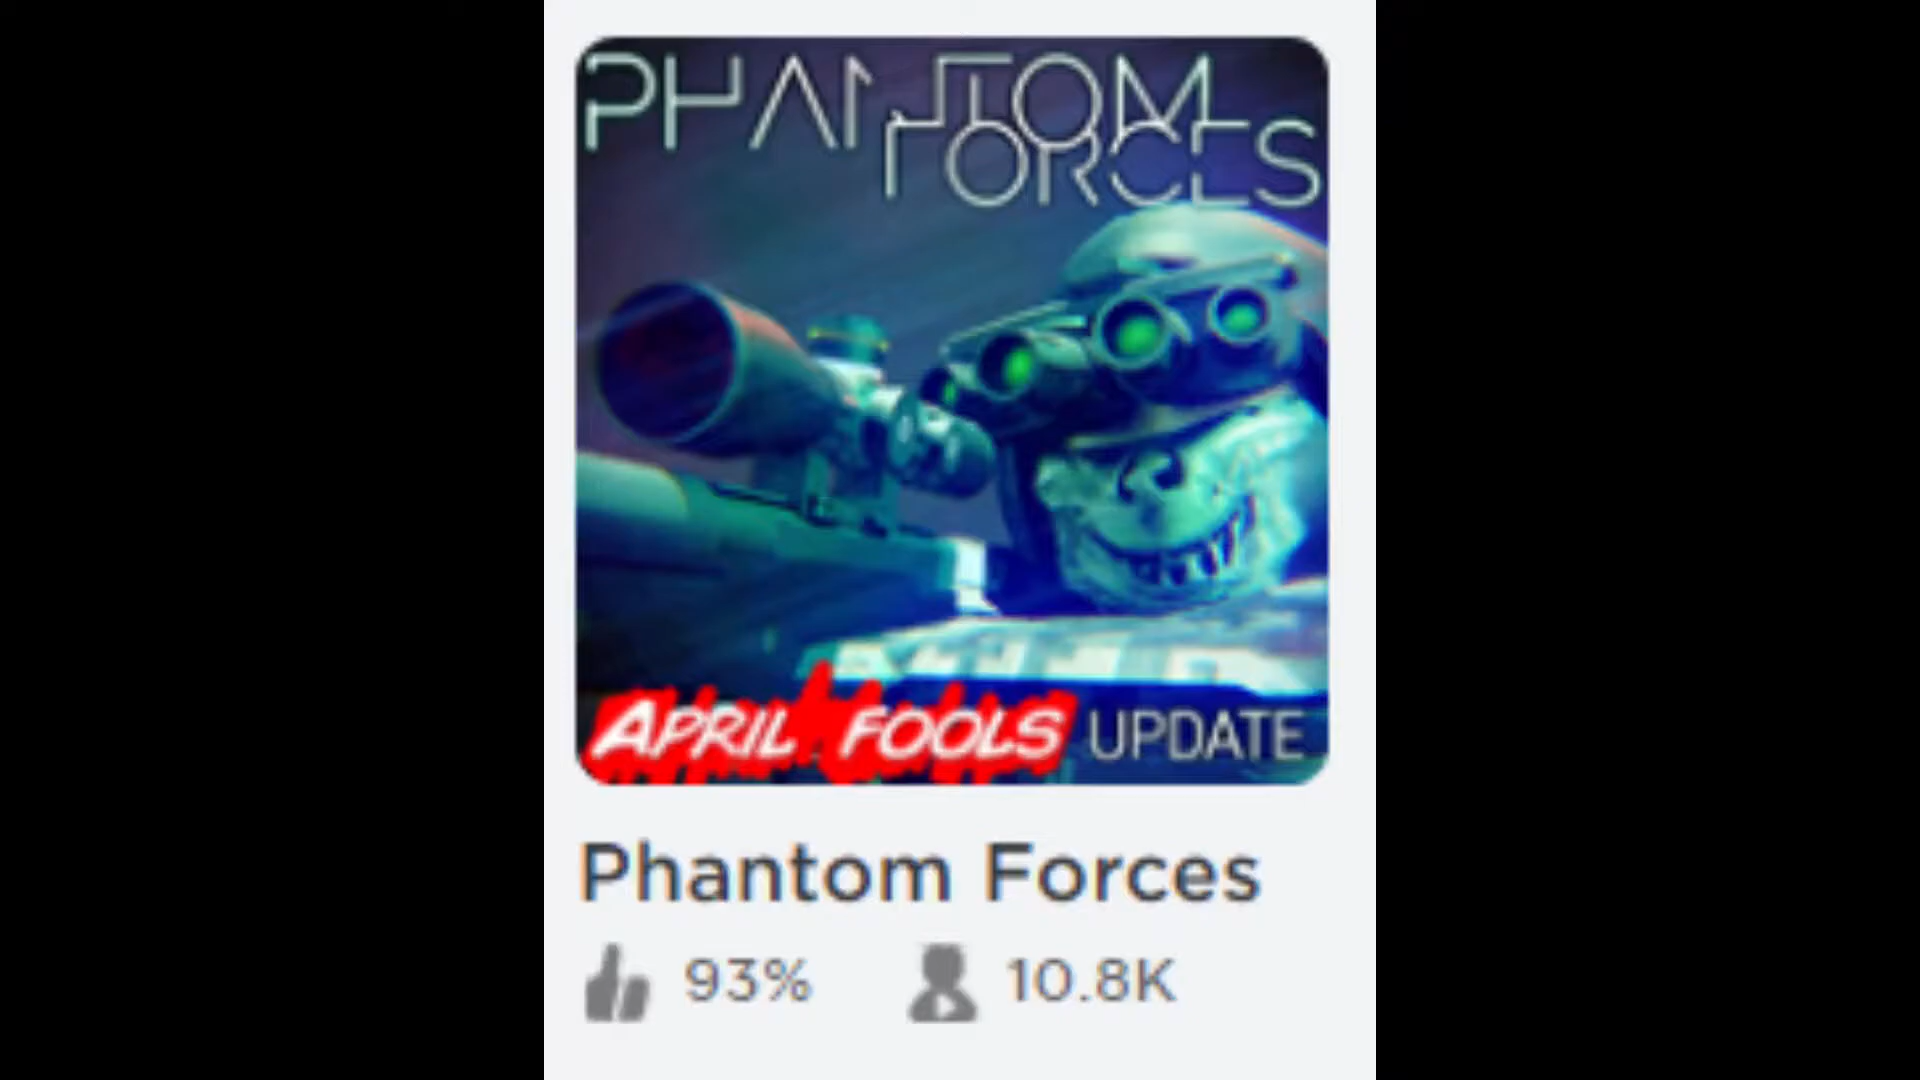 PHANTOM
FORCES
APRIL FOOLS UPDATE
Phantom Forces
93% 10.8K